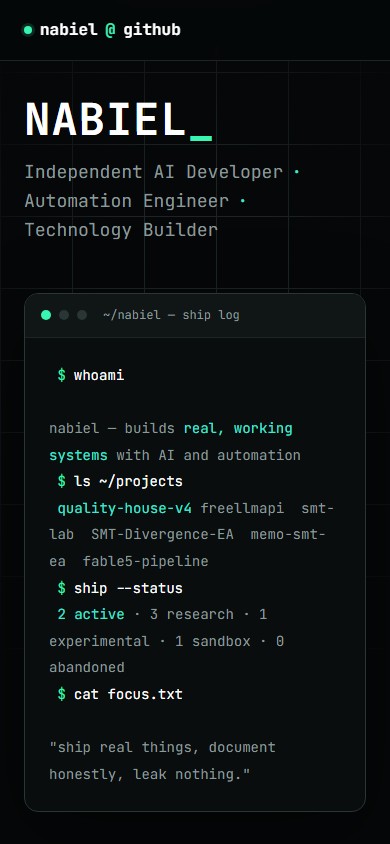 nabiel @ github
NABIEL_
Independent AI Developer ·
Automation Engineer ·
Technology Builder
~/nabiel — ship log
$ whoami
nabiel — builds real, working
systems with AI and automation
$ ls ~/projects
quality-house-v4 freellmapi smt-
lab SMT-Divergence-EA memo-smt-
ea fable5-pipeline
$ ship --status
2 active · 3 research · 1
experimental · 1 sandbox · 0
abandoned
$ cat focus.txt
"ship real things, document
honestly, leak nothing."